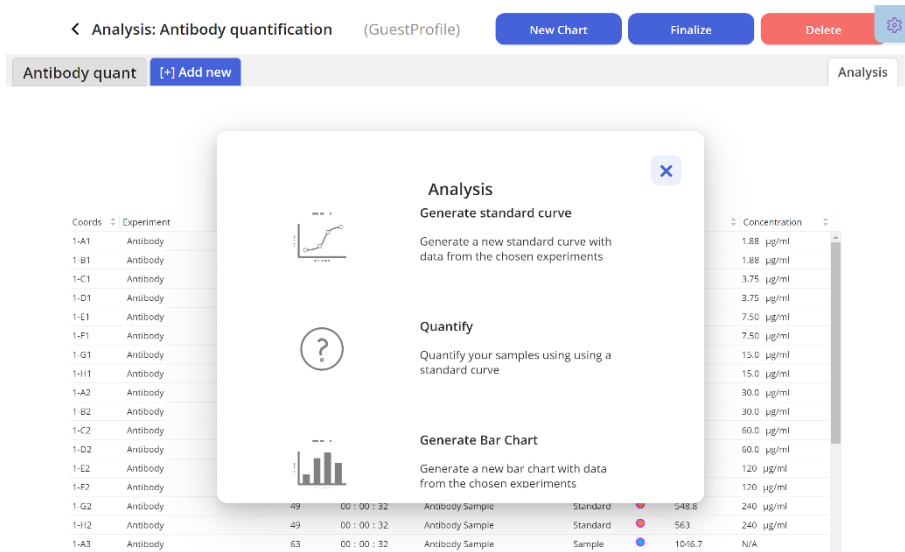 Analysis: Antibody quantification (GuestProfile) New Chart Finalize Delete
Antibody quant [+] Add new Analysis
Analysis
Generate standard curve
Generate a new standard curve with
data from the chosen experiments
Quantify
Quantify your samples using using a
standard curve
Generate Bar Chart
Generate a new bar chart with data
from the chosen experiments
Coords Experiment Concentration
1-A1 Antibody 1.88 μg/ml
1-B1 Antibody 1.88 μg/ml
1-C1 Antibody 3.75 μg/ml
1-D1 Antibody 3.75 μg/ml
1-E1 Antibody 7.50 μg/ml
1-F1 Antibody 7.50 μg/ml
1-G1 Antibody 15.0 μg/ml
1-H1 Antibody 15.0 μg/ml
1-A2 Antibody 30.0 μg/ml
1-B2 Antibody 30.0 μg/ml
1-C2 Antibody 60.0 μg/ml
1-D2 Antibody 60.0 μg/ml
1-E2 Antibody 120 μg/ml
1-F2 Antibody 120 μg/ml
1-G2 Antibody 49 00 : 00 : 32 Antibody Sample Standard 548.8 240 μg/ml
1-H2 Antibody 49 00 : 00 : 32 Antibody Sample Standard 563 240 μg/ml
1-A3 Antibody 63 00 : 00 : 32 Antibody Sample Sample 1046.7 N/A